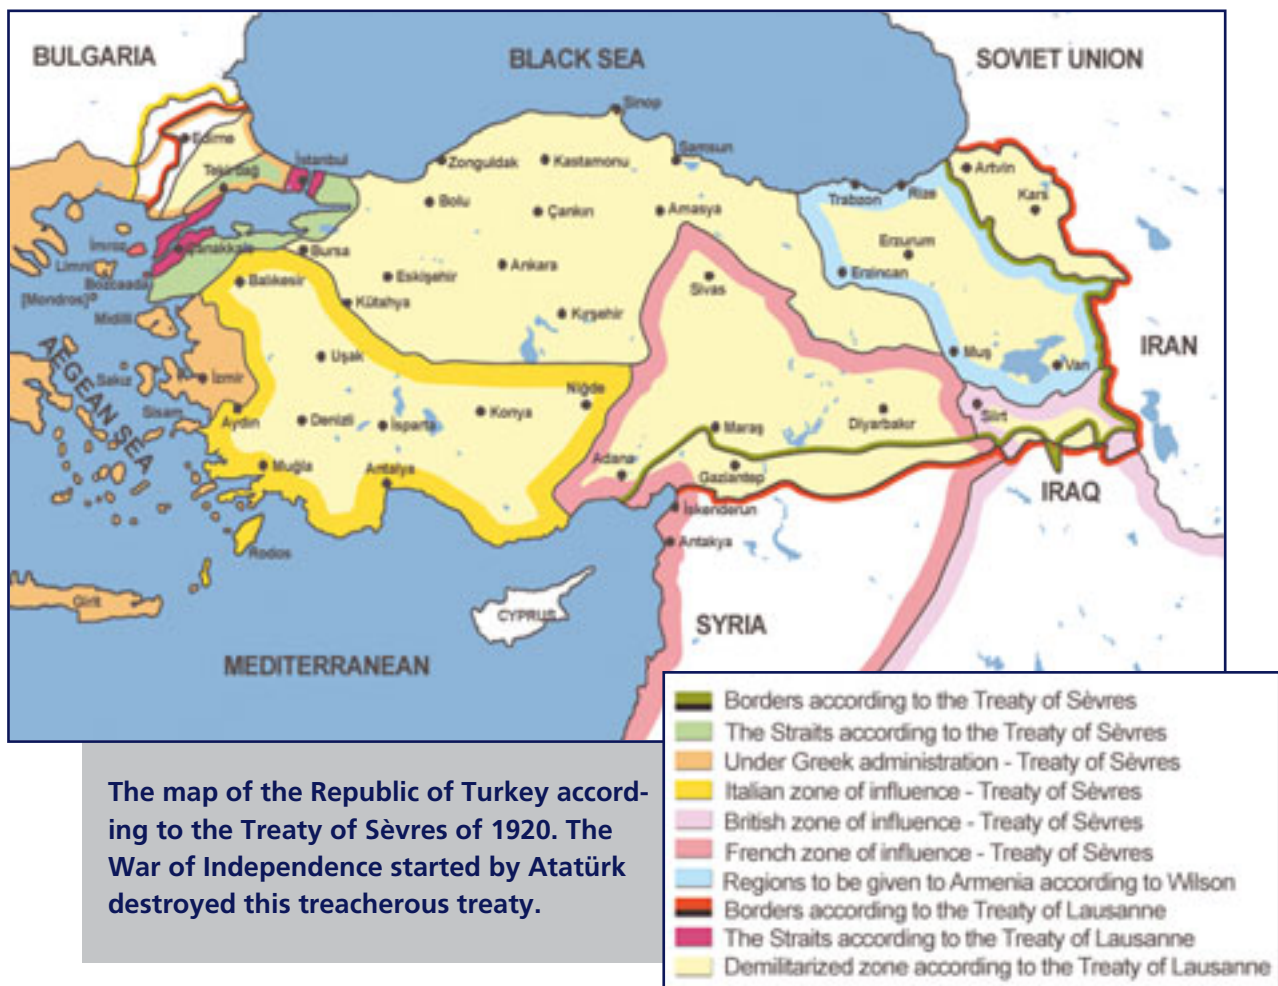 BULGARIA
BLACK SEA
SOVIET UNION
Sinop
Edirne
Tekirdağ
İstanbul
Zonguldak
Kastamonu
Samsun
Artvin
Kars
Trabzon
Rize
Bolu
Çankırı
Amasya
Erzurum
Erzincan
İmroz
Çanakkale
Bursa
Limni
Bozcaada
[Mondros]
Balıkesir
Eskişehir
Ankara
Sivas
Kütahya
Kırşehir
Midilli
IRAN
Uşak
Muş
Van
AEGEAN SEA
Sakız
İzmir
Niğde
Sisam
Aydın
Denizli
Isparta
Konya
Maraş
Diyarbakır
Siirt
Muğla
Antalya
Adana
Gaziantep
IRAQ
İskenderun
Antakya
Rodos
Girit
CYPRUS
SYRIA
MEDITERRANEAN
Borders according to the Treaty of Sèvres
The Straits according to the Treaty of Sèvres
Under Greek administration - Treaty of Sèvres
Italian zone of influence - Treaty of Sèvres
British zone of influence - Treaty of Sèvres
French zone of influence - Treaty of Sèvres
Regions to be given to Armenia according to Wilson
Borders according to the Treaty of Lausanne
The Straits according to the Treaty of Lausanne
Demilitarized zone according to the Treaty of Lausanne
The map of the Republic of Turkey accord-
ing to the Treaty of Sèvres of 1920. The
War of Independence started by Atatürk
destroyed this treacherous treaty.